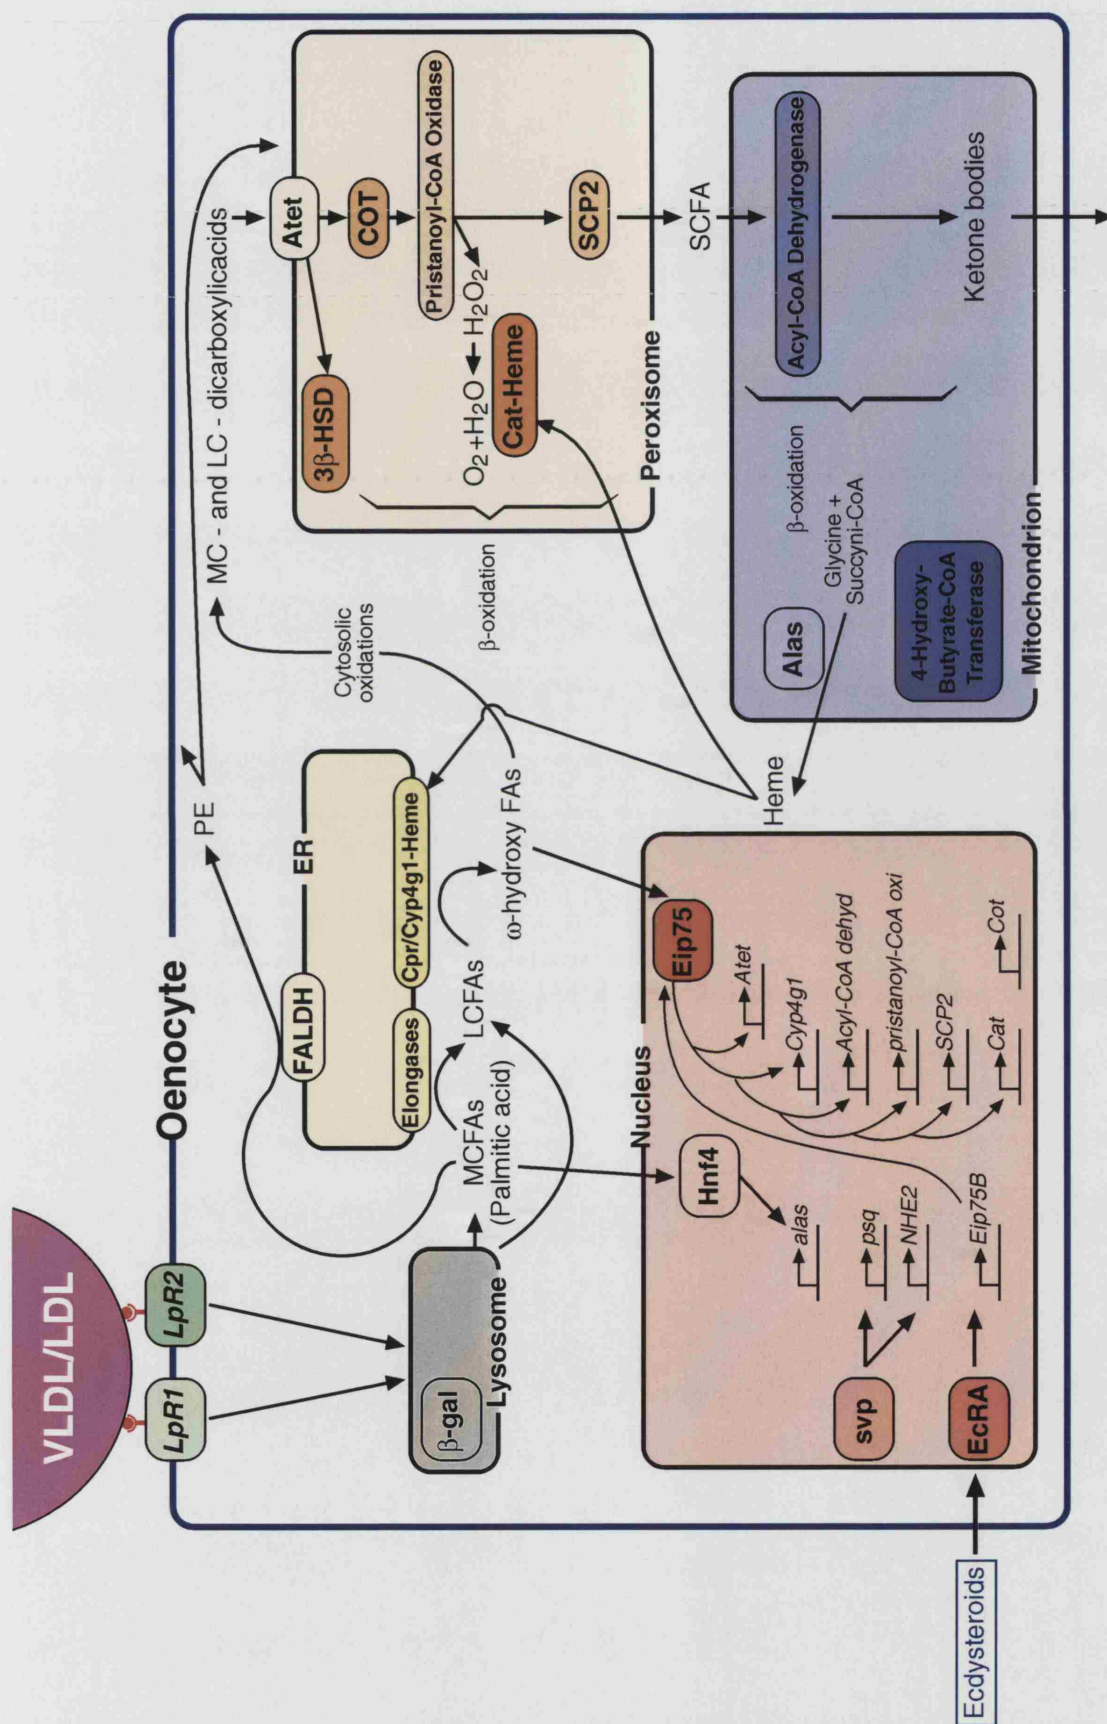 VLDL/LDL
LpR1
LpR2
Oenocyte
PE
MC - and LC - dicarboxylicacids
Cytosolic
oxidations
FALDH
ER
Elongases
Cpr/Cyp4g1-Heme
β-gal
Lysosome
MCFAs
(Palmitic acid)
LCFAs
ω-hydroxy FAs
Atet
3β-HSD
COT
Pristanoyl-CoA Oxidase
O2+H2O
H2O2
Cat-Heme
SCP2
Peroxisome
β-oxidation
SCFA
Nucleus
Hnf4
Eip75
alas
Atet
Cyp4g1
Acyl-CoA dehyd
pristanoyl-CoA oxi
SCP2
Cat
Cot
svp
psq
NHE2
EcRA
Eip75B
Ecdysteroids
Heme
Alas
Glycine +
Succyni-CoA
β-oxidation
Acyl-CoA Dehydrogenase
4-Hydroxy-
Butyrate-CoA
Transferase
Ketone bodies
Mitochondrion